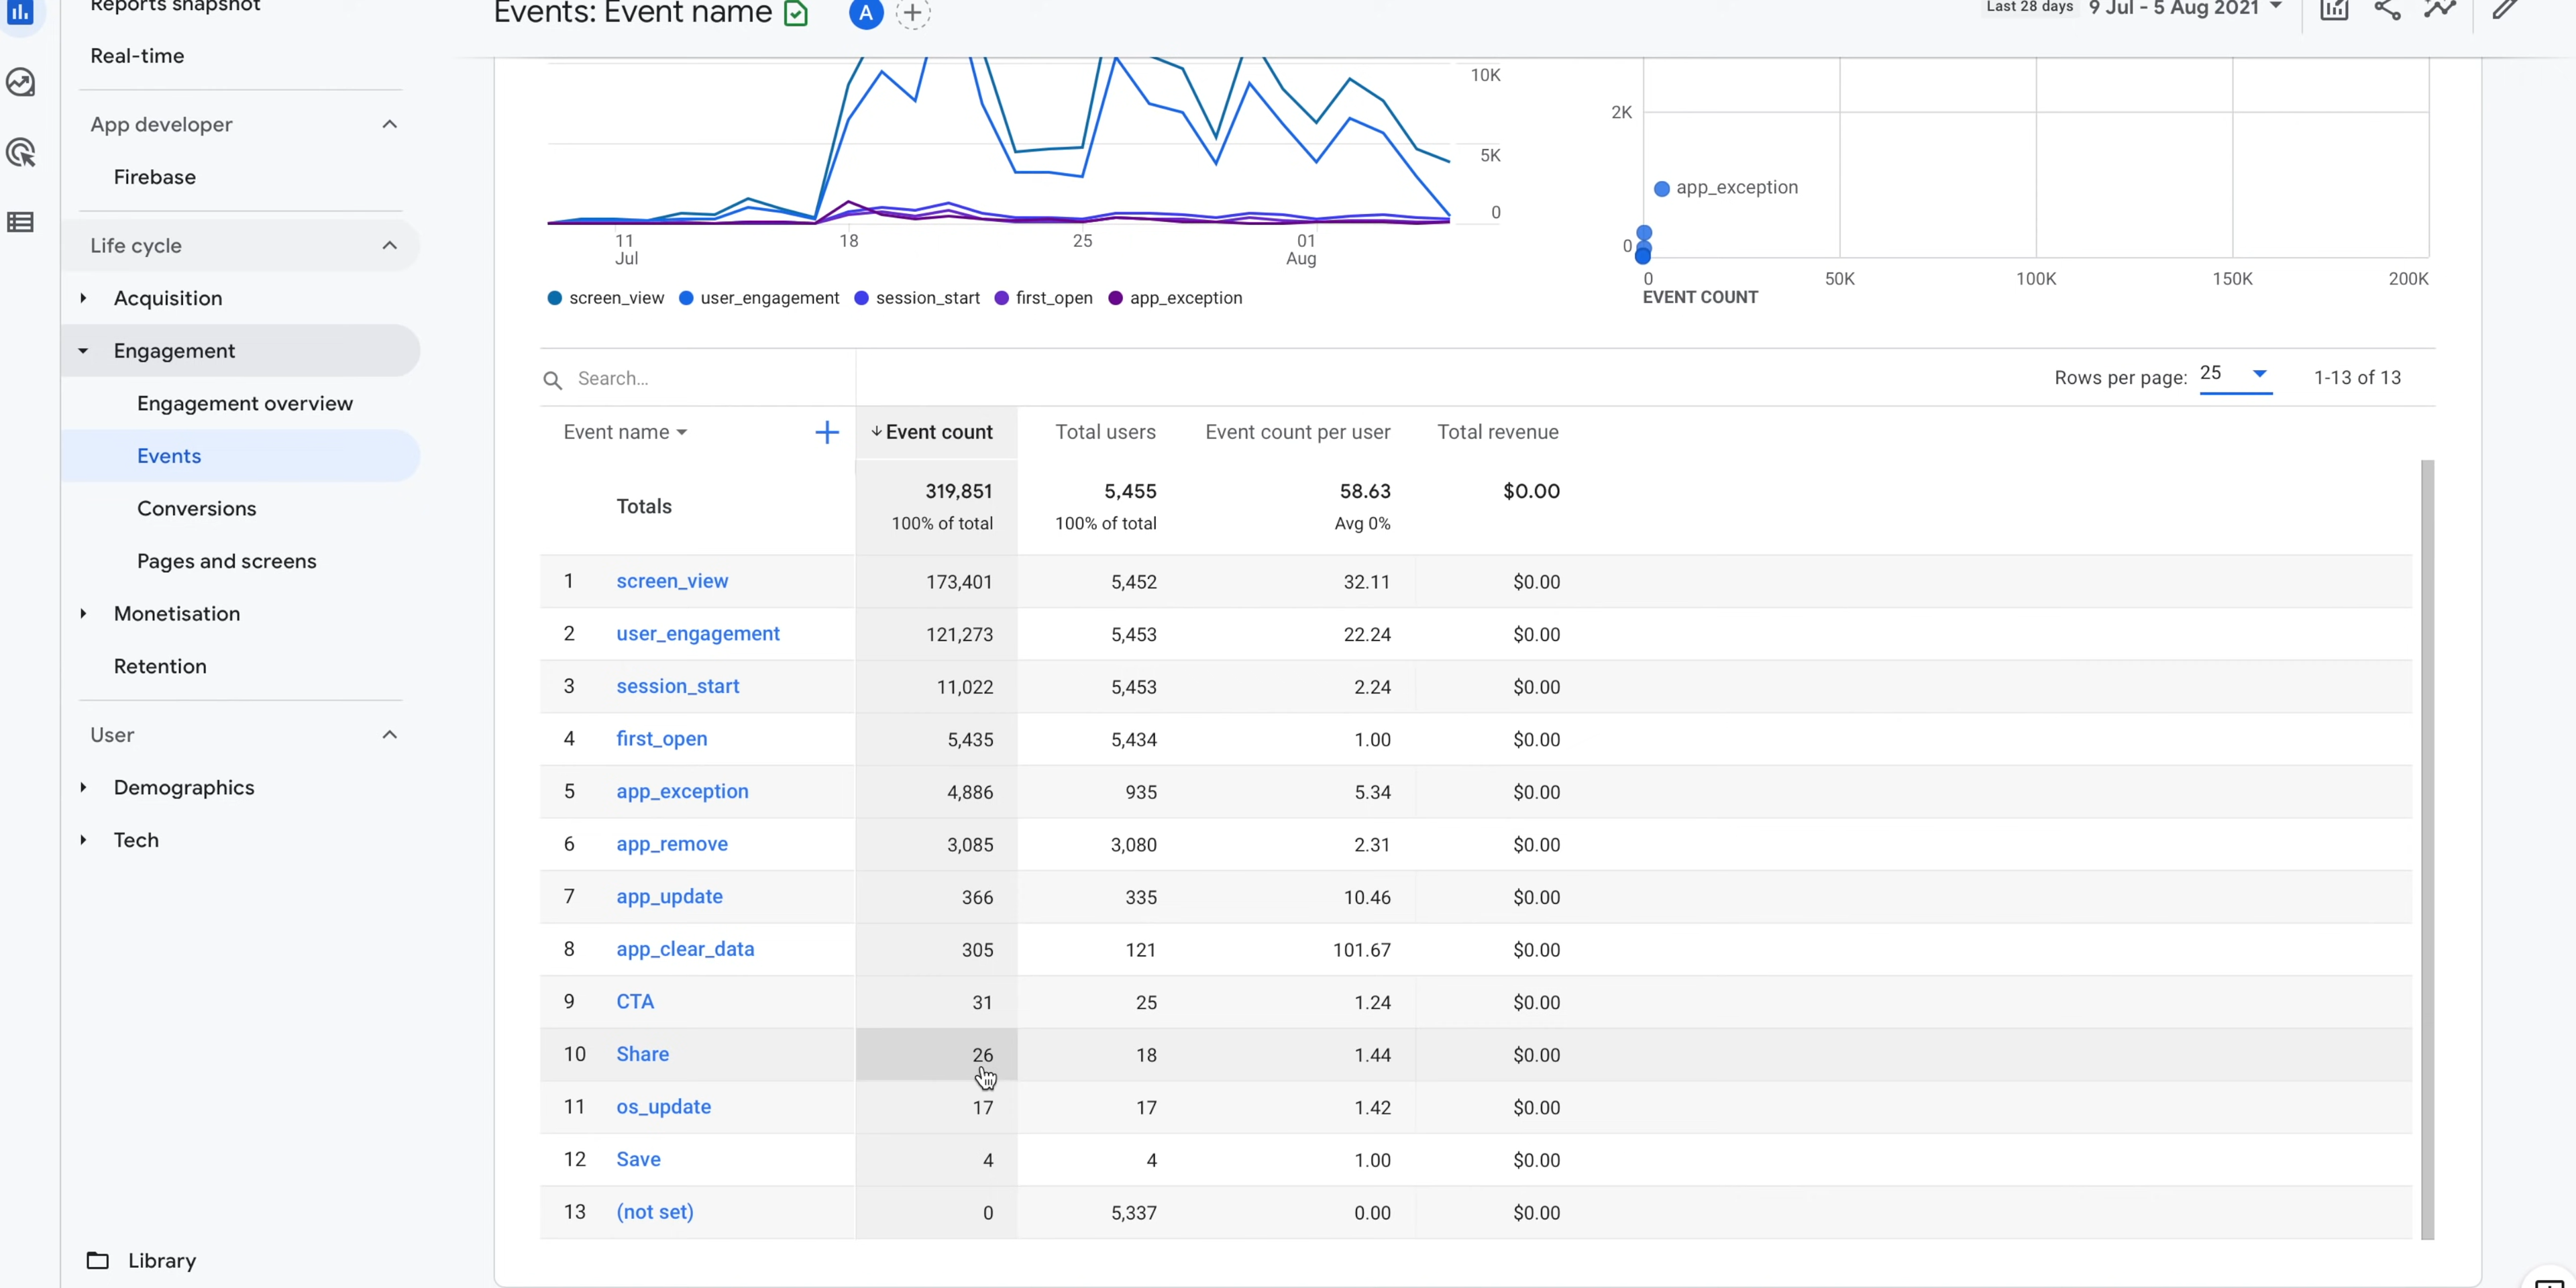 Reports snapshot
Real-time
App developer
Firebase
Life cycle
Acquisition
Engagement
Engagement overview
Events
Conversions
Pages and screens
Monetisation
Retention
User
Demographics
Tech
Library
Events: Event name
A
Last 28 days 9 Jul - 5 Aug 2021
10K
5K
0
11 18 25 01
Jul Aug
screen_view user_engagement session_start first_open app_exception
2K
app_exception
0
0 50K 100K 150K 200K
EVENT COUNT
Search...
Rows per page: 25 1-13 of 13
Event name Event count Total users Event count per user Total revenue
Totals 319,851 5,455 58.63 $0.00
100% of total 100% of total Avg 0%
1 screen_view 173,401 5,452 32.11 $0.00
2 user_engagement 121,273 5,453 22.24 $0.00
3 session_start 11,022 5,453 2.24 $0.00
4 first_open 5,435 5,434 1.00 $0.00
5 app_exception 4,886 935 5.34 $0.00
6 app_remove 3,085 3,080 2.31 $0.00
7 app_update 366 335 10.46 $0.00
8 app_clear_data 305 121 101.67 $0.00
9 CTA 31 25 1.24 $0.00
10 Share 26 18 1.44 $0.00
11 os_update 17 17 1.42 $0.00
12 Save 4 4 1.00 $0.00
13 (not set) 0 5,337 0.00 $0.00